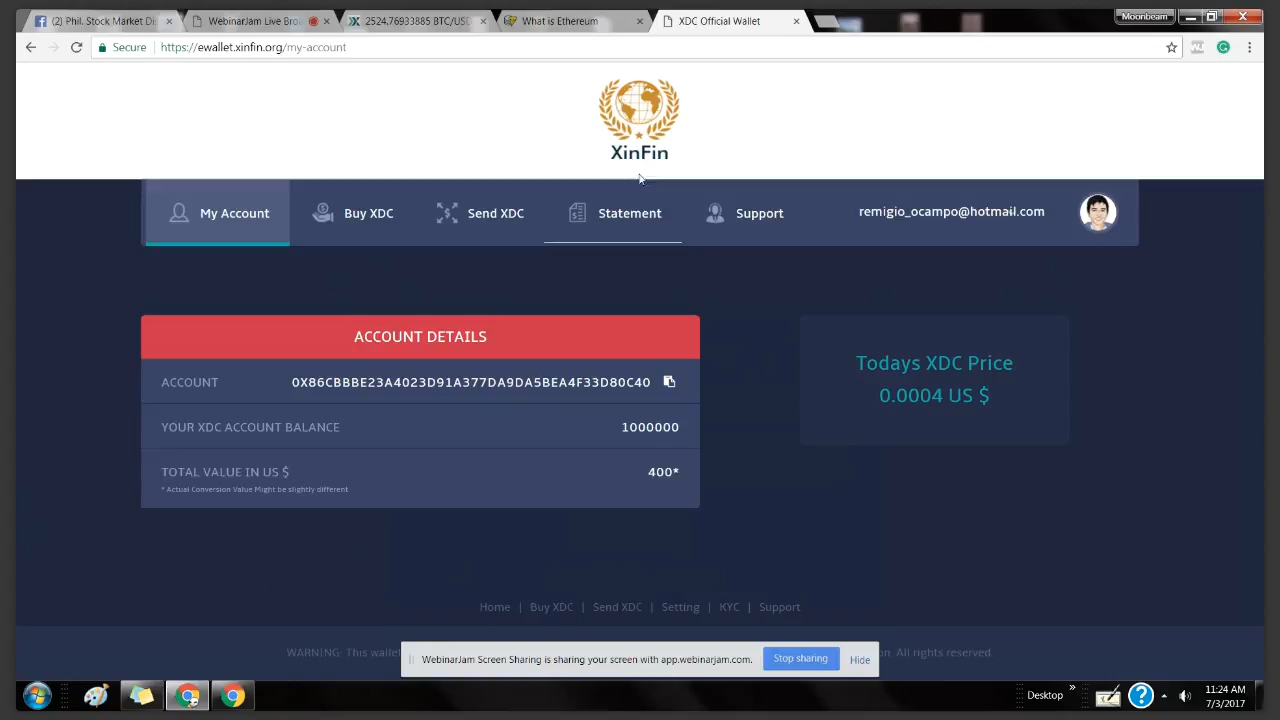 (2) Phil. Stock Market Di
WebinarJam Live Bro
2524.76933885 BTC/USD
What is Ethereum
XDC Official Wallet
Moonbeam
Secure
https://ewallet.xinfin.org/my-account
XinFin
My Account
Buy XDC
Send XDC
Statement
Support
remigio_ocampo@hotmail.com
ACCOUNT DETAILS
ACCOUNT
0X86CBBBE23A4023D91A377DA9DA5BEA4F33D80C40
YOUR XDC ACCOUNT BALANCE
1000000
TOTAL VALUE IN US $
400*
* Actual Conversion Value Might be slightly different
Todays XDC Price
0.0004 US $
Home | Buy XDC | Send XDC | Setting | KYC | Support
WARNING: This wallet
n. All rights reserved
WebinarJam Screen Sharing is sharing your screen with app.webinarjam.com.
Stop sharing
Hide
Desktop
11:24 AM
7/3/2017